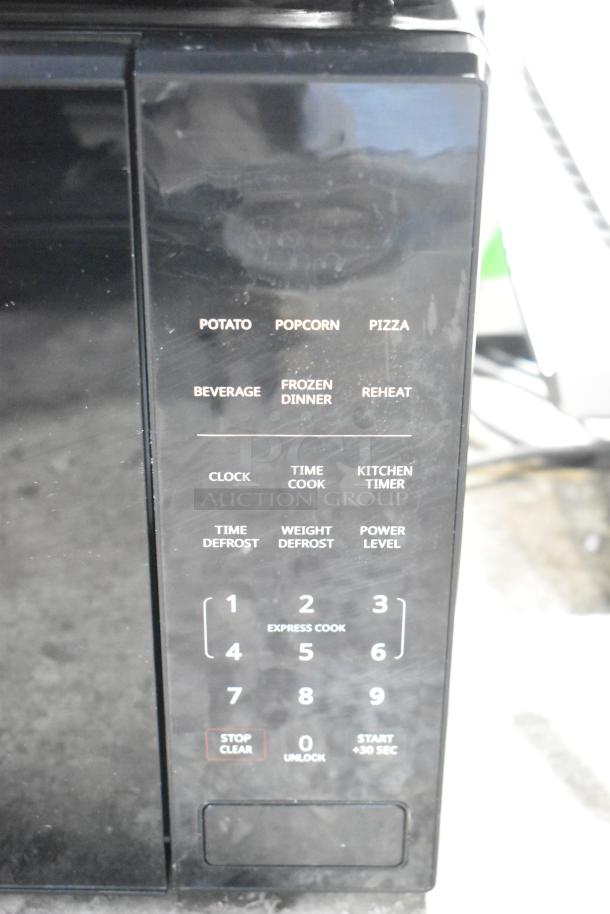 POTATO POPCORN PIZZA
BEVERAGE FROZEN DINNER REHEAT
CLOCK TIME COOK KITCHEN TIMER
PCI
AUCTION GROUP
TIME DEFROST WEIGHT DEFROST POWER LEVEL
1 2 3
EXPRESS COOK
4 5 6
7 8 9
STOP CLEAR 0 UNLOCK START +30 SEC